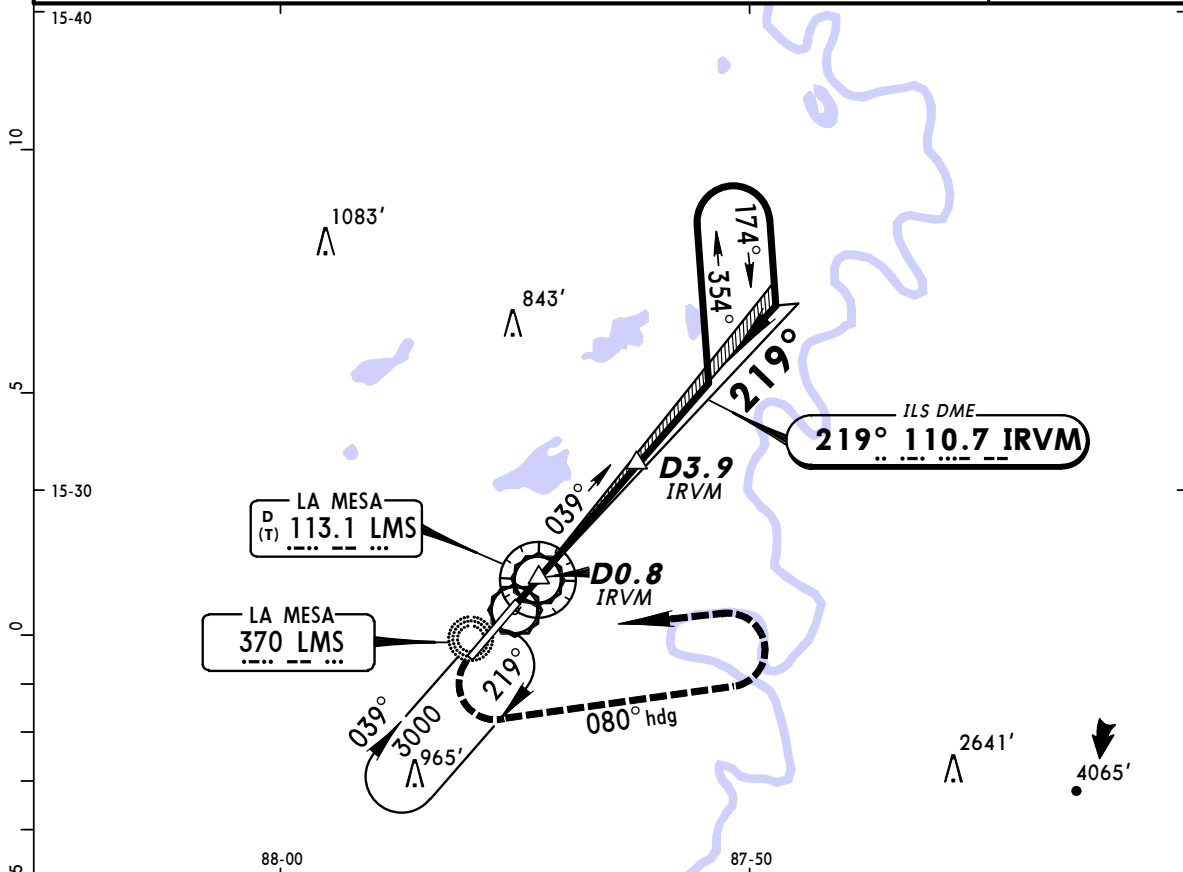 15-40
10
1083'
843'
174°
354°
219°
5
ILS DME
219° 110.7 IRVM
D3.9
IRVM
039°
15-30
LA MESA
D
(T) 113.1 LMS
D0.8
IRVM
LA MESA
370 LMS
0
219°
039°
3000
080° hdg
965'
2641'
4065'
88-00
87-50
5